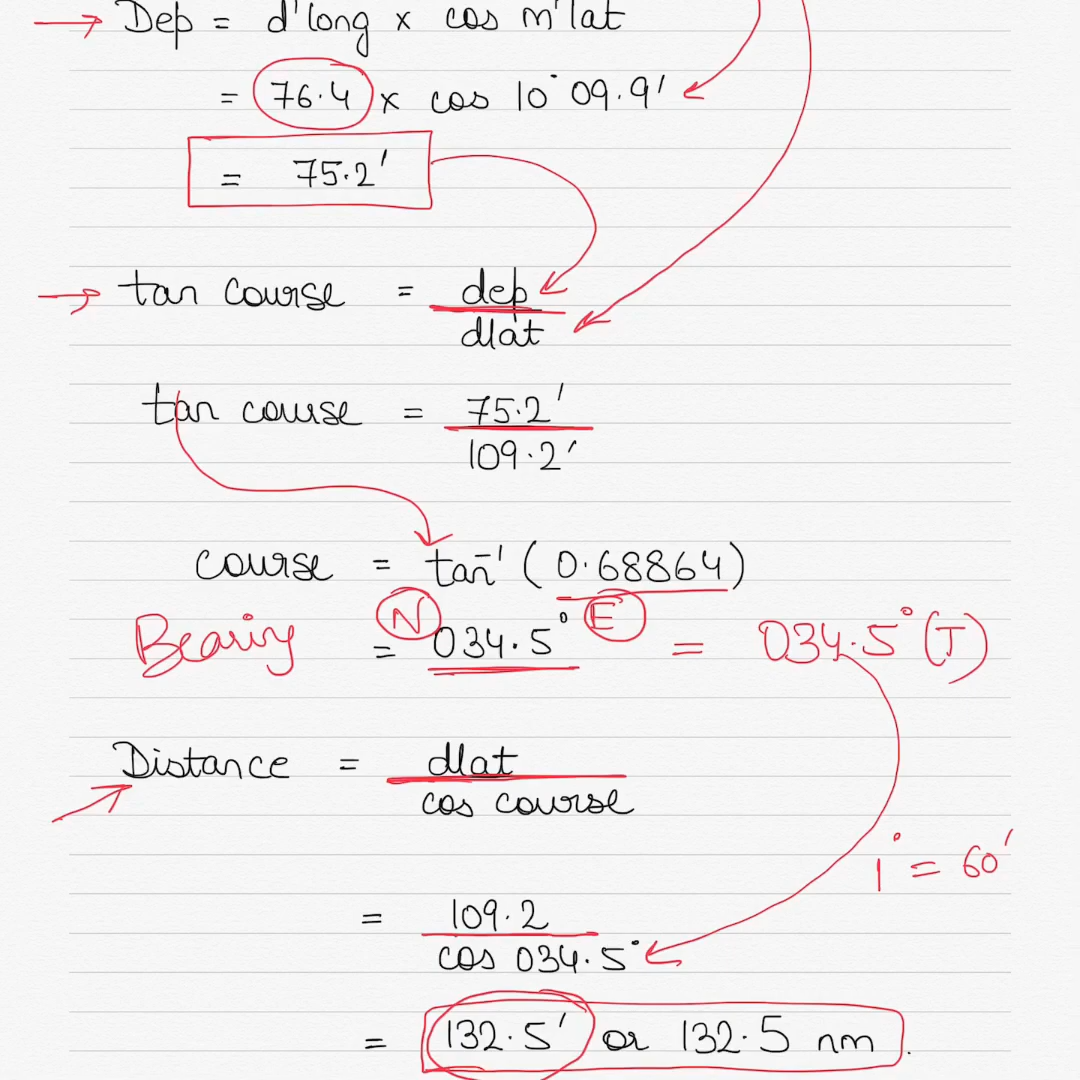 Dep = d'long x cos m'lat
= 76.4 x cos 10° 09.9'
= 75.2'
tan course = dep
dlat
tan course = 75.2'
109.2'
course = tan⁻¹ (0.68864)
Bearing = N 034.5° E = 034.5° (T)
Distance = dlat
cos course
1° = 60'
= 109.2
cos 034.5°
= 132.5' or 132.5 nm.